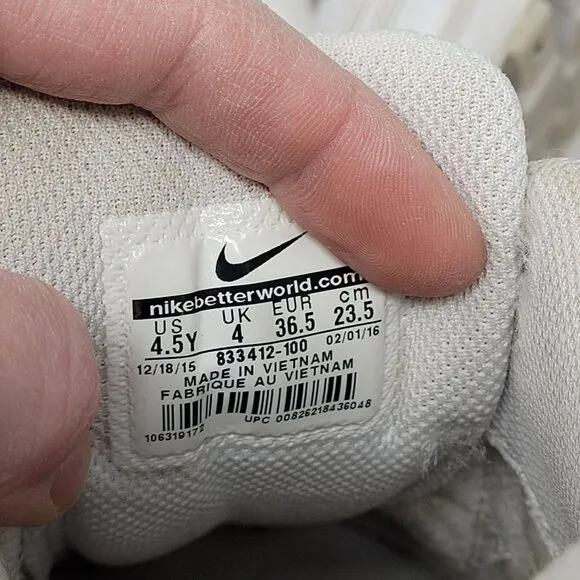 nikebetterworld.com
US UK EUR cm
4.5Y 4 36.5 23.5
833412-100
12/18/15 02/01/16
MADE IN VIETNAM
FABRIQUE AU VIETNAM
106319172 UPC 00826218436048